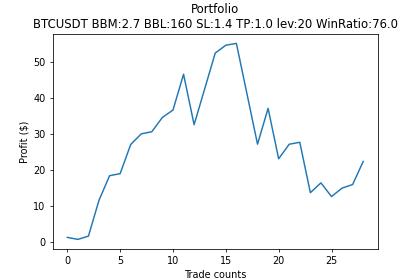 Portfolio
BTCUSDT BBM:2.7 BBL:160 SL:1.4 TP:1.0 lev:20 WinRatio:76.0
Profit ($)
50
40
30
20
10
0
0 5 10 15 20 25
Trade counts